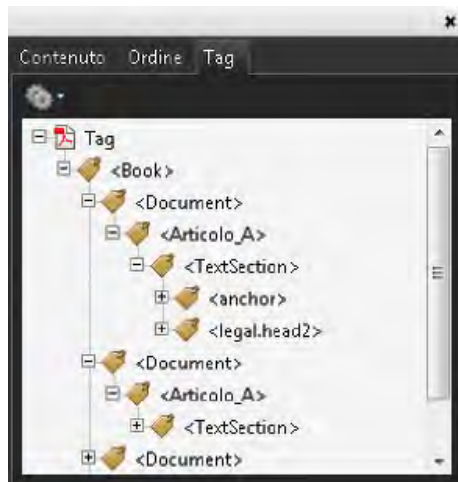 Contenuto Ordine Tag
Tag
<Book>
<Document>
<Articolo_A>
<TextSection>
<anchor>
<legal.head2>
<Document>
<Articolo_A>
<TextSection>
<Document>